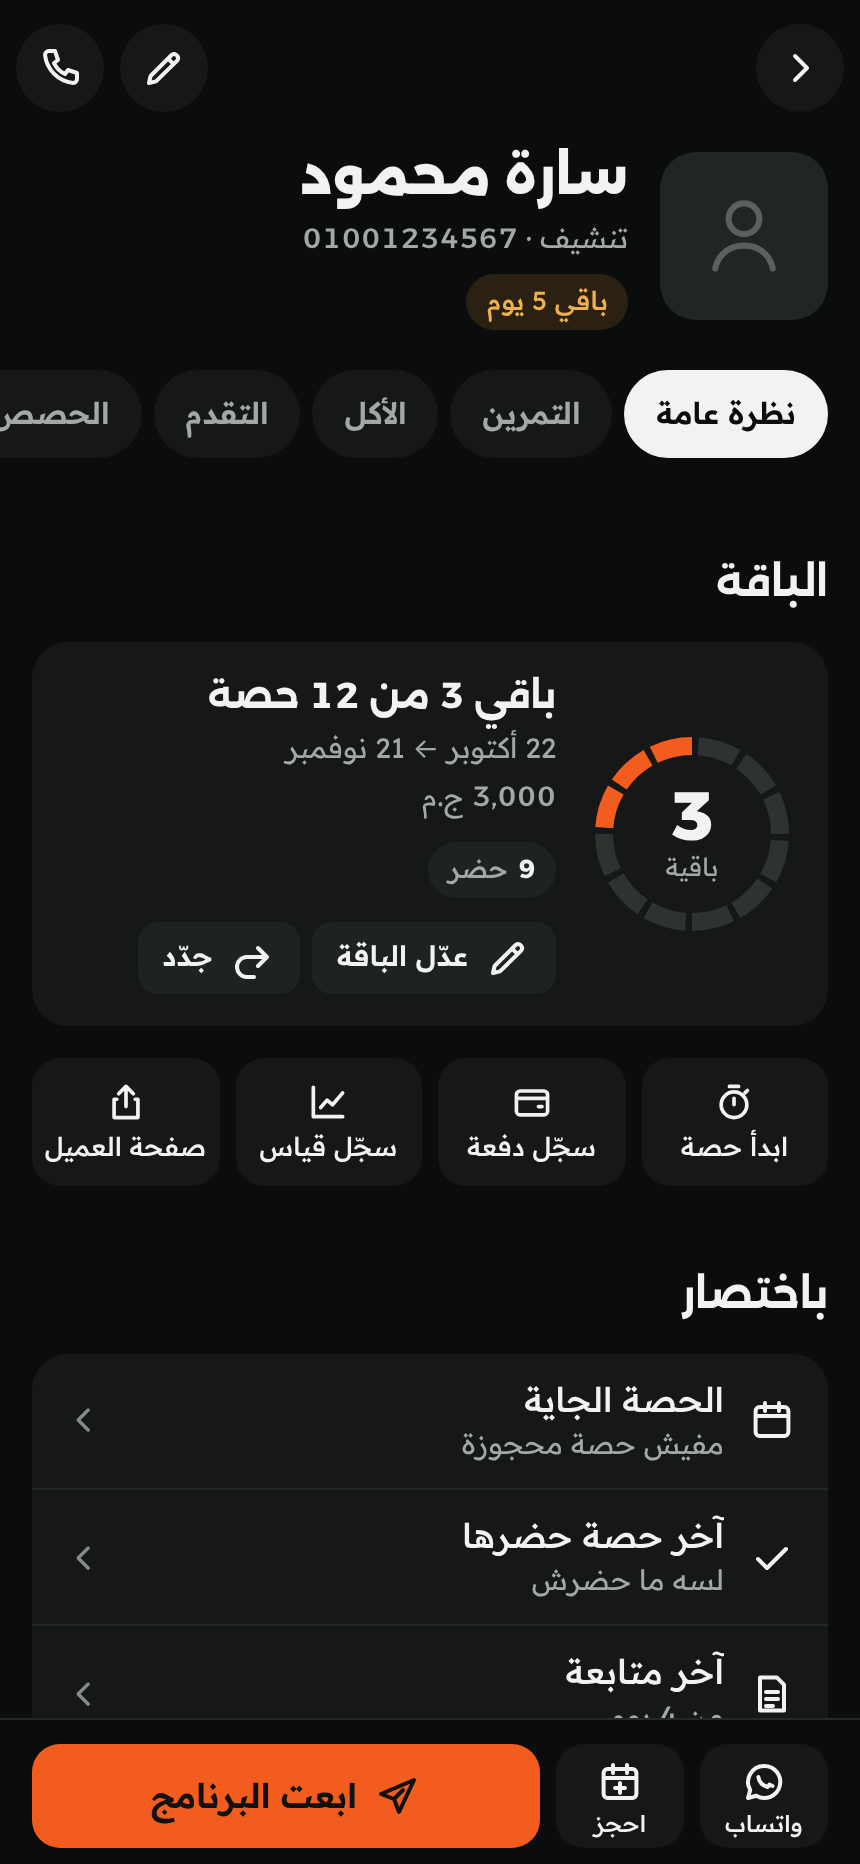 سارة محمود
تنشيف · 01001234567
باقي 5 يوم
نظرة عامة
التمرين
الأكل
التقدم
الحصص
الباقة
3
باقية
باقي 3 من 12 حصة
22 أكتوبر ← 21 نوفمبر
3,000 ج.م
9 حضر
عدّل الباقة
جدّد
ابدأ حصة
سجّل دفعة
سجّل قياس
صفحة العميل
باختصار
الحصة الجاية
مفيش حصة محجوزة
آخر حصة حضرها
لسه ما حضرش
آخر متابعة
واتساب
احجز
ابعت البرنامج